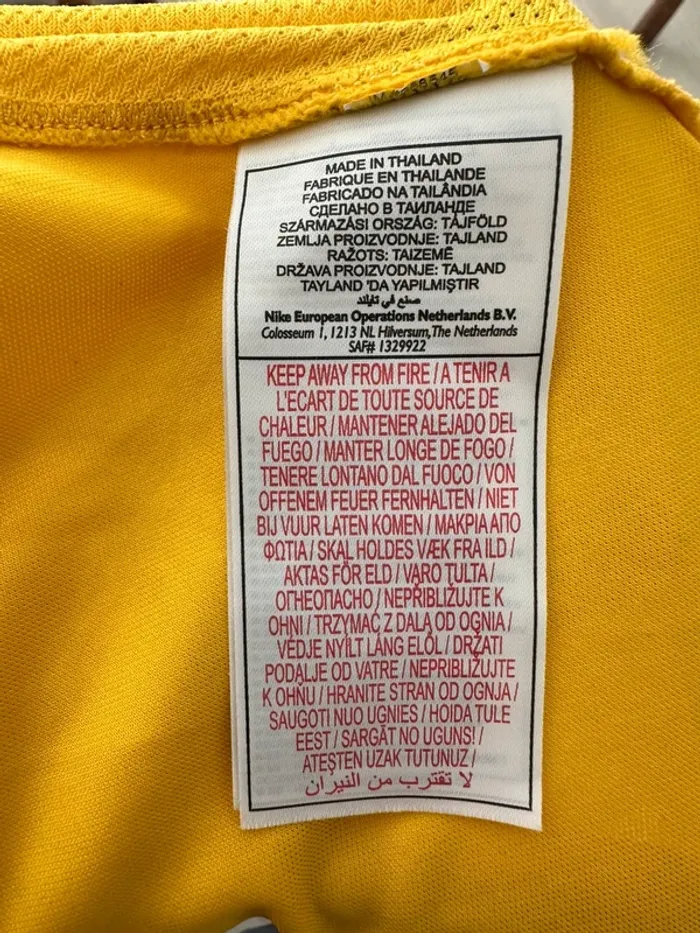 MADE IN THAILAND
FABRIQUE EN THAILANDE
FABRICADO NA TAILÂNDIA
СДЕЛАНО В ТАИЛАНДЕ
SZÁRMAZÁSI ORSZÁG: TÁJFÖLD
ZEMLJA PROIZVODNJE: TAJLAND
RAŽOTS: TAIZEMĒ
DRŽAVA PROIZVODNJE: TAJLAND
TAYLAND 'DA YAPILMIŞTIR
صنع في تايلند
Nike European Operations Netherlands B.V.
Colosseum 1, 1213 NL Hilversum, The Netherlands
SAF# 1329922
KEEP AWAY FROM FIRE / A TENIR A
L'ECART DE TOUTE SOURCE DE
CHALEUR / MANTENER ALEJADO DEL
FUEGO / MANTER LONGE DE FOGO /
TENERE LONTANO DAL FUOCO / VON
OFFENEM FEUER FERNHALTEN / NIET
BIJ VUUR LATEN KOMEN / ΜΑΚΡΙΑ ΑΠΟ
ΦΩΤΙΑ / SKAL HOLDES VÆK FRA ILD /
AKTAS FÖR ELD / VARO TULTA /
ОГНЕОПАСНО / NEPŘIBLIŽUJTE K
OHNI / TRZYMAĆ Z DALA OD OGNIA /
VÉDJE NYÍLT LÁNG ELŐL / DRŽATI
PODALJE OD VATRE / NEPRIBLIŽUJTE
K OHŇU / HRANITE STRAN OD OGNJA /
SAUGOTI NUO UGNIES / HOIDA TULE
EEST / SARGĀT NO UGUNS! /
ATEŞTEN UZAK TUTUNUZ /
لا تقترب من النيران